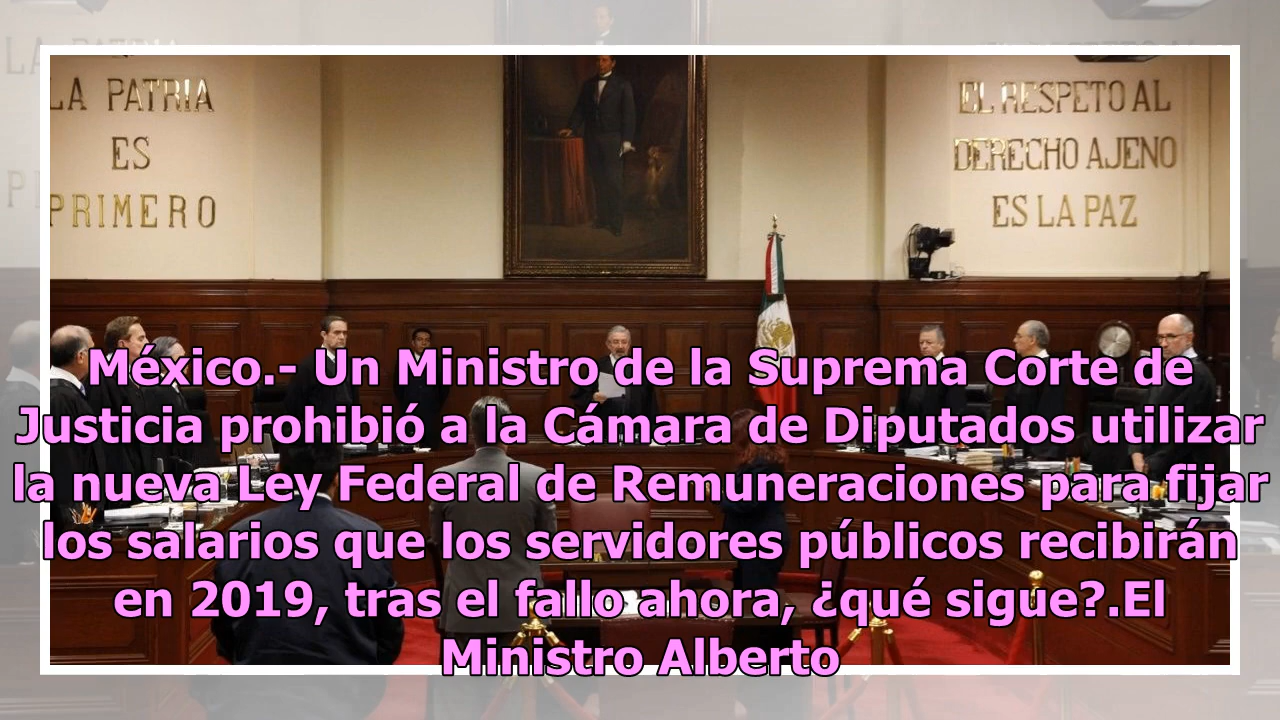 LA PATRIA
ES
PRIMERO
EL RESPETO AL
DERECHO AJENO
ES LA PAZ
México.- Un Ministro de la Suprema Corte de
Justicia prohibió a la Cámara de Diputados utilizar
la nueva Ley Federal de Remuneraciones para fijar
los salarios que los servidores públicos recibirán
en 2019, tras el fallo ahora, ¿qué sigue?.El
Ministro Alberto